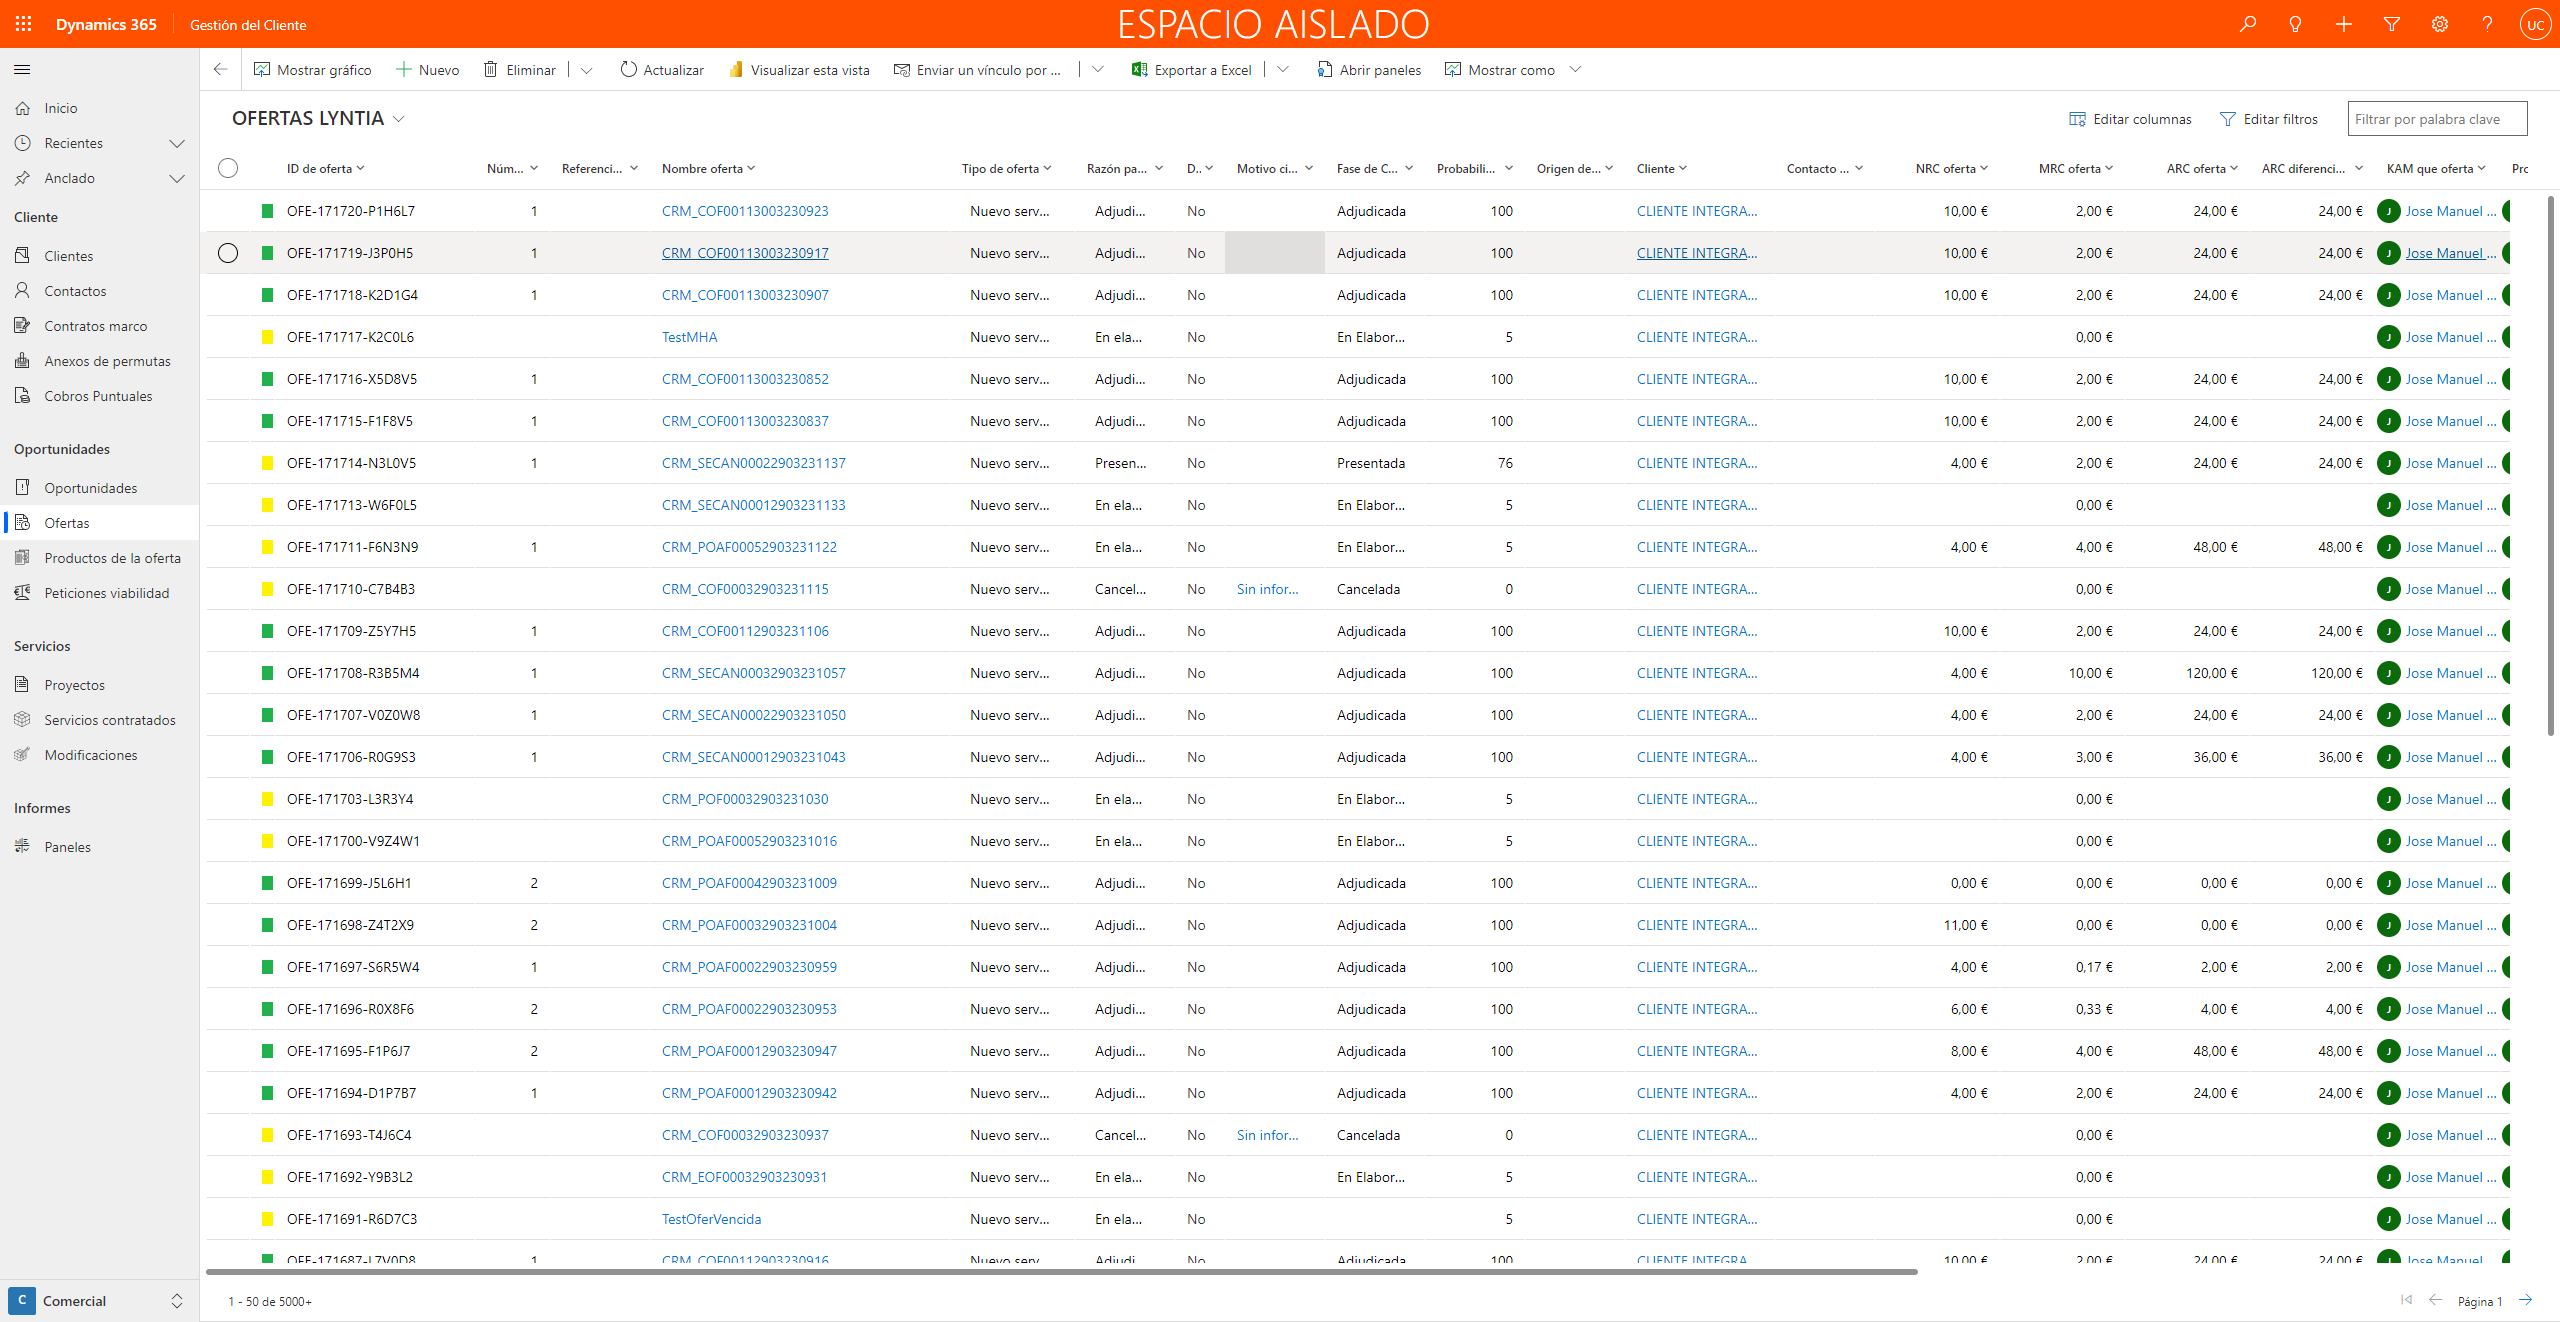 Dynamics 365 Gestión del Cliente ESPACIO AISLADO UC
Mostrar gráfico Nuevo Eliminar Actualizar Visualizar esta vista Enviar un vínculo por ... Exportar a Excel Abrir paneles Mostrar como
Inicio
Recientes
Anclado
Cliente
Clientes
Contactos
Contratos marco
Anexos de permutas
Cobros Puntuales
Oportunidades
Oportunidades
Ofertas
Productos de la oferta
Peticiones viabilidad
Servicios
Proyectos
Servicios contratados
Modificaciones
Informes
Paneles
C Comercial
OFERTAS LYNTIA Editar columnas Editar filtros Filtrar por palabra clave
ID de oferta Núm... Referenci... Nombre oferta Tipo de oferta Razón pa... D.. Motivo ci... Fase de C... Probabili... Origen de... Cliente Contacto ... NRC oferta MRC oferta ARC oferta ARC diferenci... KAM que oferta Prc
OFE-171720-P1H6L7 1 CRM_COF00113003230923 Nuevo serv... Adjudi... No Adjudicada 100 CLIENTE INTEGRA... 10,00 € 2,00 € 24,00 € 24,00 € J Jose Manuel ...
OFE-171719-J3P0H5 1 CRM_COF00113003230917 Nuevo serv... Adjudi... No Adjudicada 100 CLIENTE INTEGRA... 10,00 € 2,00 € 24,00 € 24,00 € J Jose Manuel ...
OFE-171718-K2D1G4 1 CRM_COF00113003230907 Nuevo serv... Adjudi... No Adjudicada 100 CLIENTE INTEGRA... 10,00 € 2,00 € 24,00 € 24,00 € J Jose Manuel ...
OFE-171717-K2C0L6 TestMHA Nuevo serv... En ela... No En Elabor... 5 CLIENTE INTEGRA... 0,00 € J Jose Manuel ...
OFE-171716-X5D8V5 1 CRM_COF00113003230852 Nuevo serv... Adjudi... No Adjudicada 100 CLIENTE INTEGRA... 10,00 € 2,00 € 24,00 € 24,00 € J Jose Manuel ...
OFE-171715-F1F8V5 1 CRM_COF00113003230837 Nuevo serv... Adjudi... No Adjudicada 100 CLIENTE INTEGRA... 10,00 € 2,00 € 24,00 € 24,00 € J Jose Manuel ...
OFE-171714-N3L0V5 1 CRM_SECAN00022903231137 Nuevo serv... Presen... No Presentada 76 CLIENTE INTEGRA... 4,00 € 2,00 € 24,00 € 24,00 € J Jose Manuel ...
OFE-171713-W6F0L5 CRM_SECAN00012903231133 Nuevo serv... En ela... No En Elabor... 5 CLIENTE INTEGRA... 0,00 € J Jose Manuel ...
OFE-171711-F6N3N9 1 CRM_POAF00052903231122 Nuevo serv... En ela... No En Elabor... 5 CLIENTE INTEGRA... 4,00 € 4,00 € 48,00 € 48,00 € J Jose Manuel ...
OFE-171710-C7B4B3 CRM_COF00032903231115 Nuevo serv... Cancel... No Sin infor... Cancelada 0 CLIENTE INTEGRA... 0,00 € J Jose Manuel ...
OFE-171709-Z5Y7H5 1 CRM_COF00112903231106 Nuevo serv... Adjudi... No Adjudicada 100 CLIENTE INTEGRA... 10,00 € 2,00 € 24,00 € 24,00 € J Jose Manuel ...
OFE-171708-R3B5M4 1 CRM_SECAN00032903231057 Nuevo serv... Adjudi... No Adjudicada 100 CLIENTE INTEGRA... 4,00 € 10,00 € 120,00 € 120,00 € J Jose Manuel ...
OFE-171707-V0Z0W8 1 CRM_SECAN00022903231050 Nuevo serv... Adjudi... No Adjudicada 100 CLIENTE INTEGRA... 4,00 € 2,00 € 24,00 € 24,00 € J Jose Manuel ...
OFE-171706-R0G9S3 1 CRM_SECAN00012903231043 Nuevo serv... Adjudi... No Adjudicada 100 CLIENTE INTEGRA... 4,00 € 3,00 € 36,00 € 36,00 € J Jose Manuel ...
OFE-171703-L3R3Y4 CRM_POF00032903231030 Nuevo serv... En ela... No En Elabor... 5 CLIENTE INTEGRA... 0,00 € J Jose Manuel ...
OFE-171700-V9Z4W1 CRM_POAF00052903231016 Nuevo serv... En ela... No En Elabor... 5 CLIENTE INTEGRA... 0,00 € J Jose Manuel ...
OFE-171699-J5L6H1 2 CRM_POAF00042903231009 Nuevo serv... Adjudi... No Adjudicada 100 CLIENTE INTEGRA... 0,00 € 0,00 € 0,00 € 0,00 € J Jose Manuel ...
OFE-171698-Z4T2X9 2 CRM_POAF00032903231004 Nuevo serv... Adjudi... No Adjudicada 100 CLIENTE INTEGRA... 11,00 € 0,00 € 0,00 € 0,00 € J Jose Manuel ...
OFE-171697-S6R5W4 1 CRM_POAF00022903230959 Nuevo serv... Adjudi... No Adjudicada 100 CLIENTE INTEGRA... 4,00 € 0,17 € 2,00 € 2,00 € J Jose Manuel ...
OFE-171696-R0X8F6 2 CRM_POAF00022903230953 Nuevo serv... Adjudi... No Adjudicada 100 CLIENTE INTEGRA... 6,00 € 0,33 € 4,00 € 4,00 € J Jose Manuel ...
OFE-171695-F1P6J7 2 CRM_POAF00012903230947 Nuevo serv... Adjudi... No Adjudicada 100 CLIENTE INTEGRA... 8,00 € 4,00 € 48,00 € 48,00 € J Jose Manuel ...
OFE-171694-D1P7B7 1 CRM_POAF00012903230942 Nuevo serv... Adjudi... No Adjudicada 100 CLIENTE INTEGRA... 4,00 € 2,00 € 24,00 € 24,00 € J Jose Manuel ...
OFE-171693-T4J6C4 CRM_COF00032903230937 Nuevo serv... Cancel... No Sin infor... Cancelada 0 CLIENTE INTEGRA... 0,00 € J Jose Manuel ...
OFE-171692-Y9B3L2 CRM_EOF00032903230931 Nuevo serv... En ela... No En Elabor... 5 CLIENTE INTEGRA... 0,00 € J Jose Manuel ...
OFE-171691-R6D7C3 TestOferVencida Nuevo serv... En ela... No 5 CLIENTE INTEGRA... 0,00 € J Jose Manuel ...
OFE-171687-L7V0D8 1 CRM_COF00112903230916 Nuevo serv... Adjudi... No Adjudicada 100 CLIENTE INTEGRA... 10,00 € 2,00 € 24,00 € 24,00 € J Jose Manuel ...
1 - 50 de 5000+ Página 1